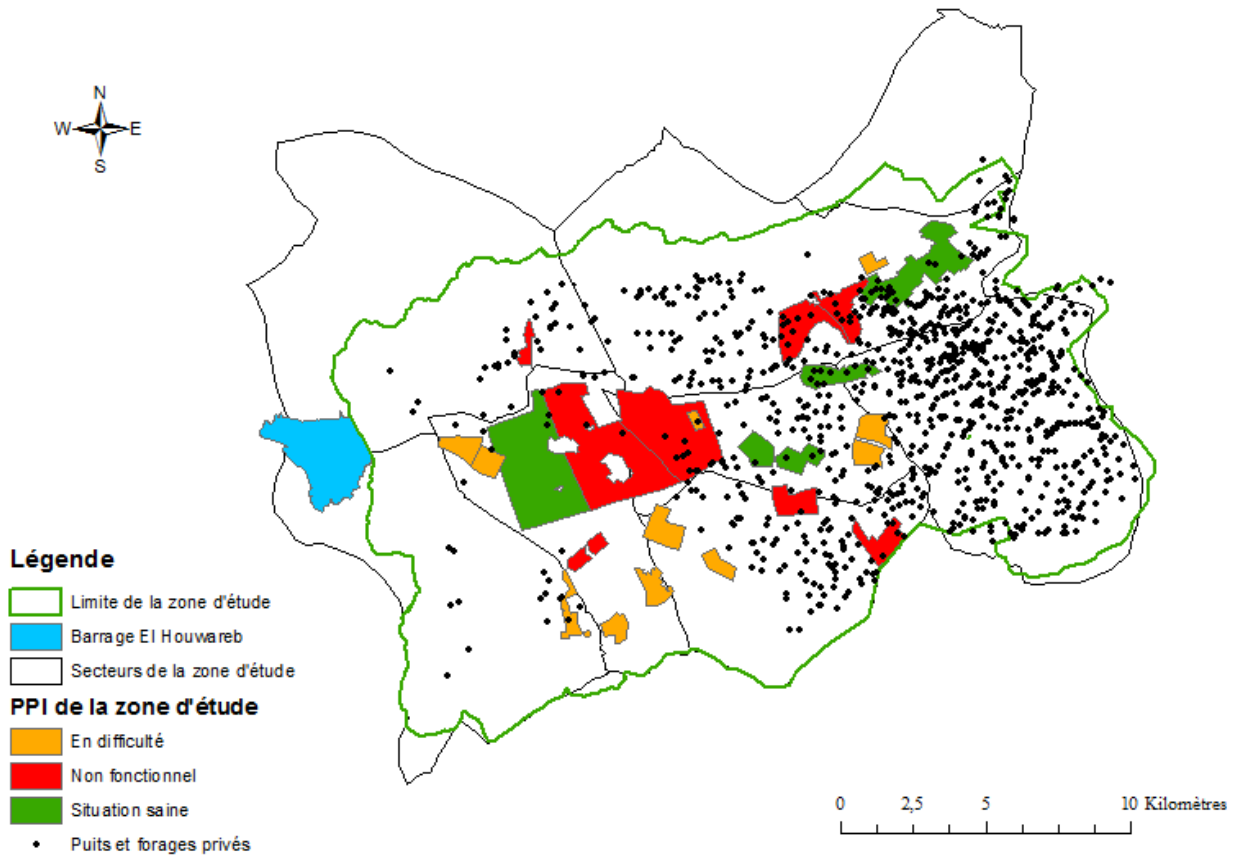 N
W E
S
Légende
Limite de la zone d'étude
Barrage El Houwareb
Secteurs de la zone d'étude
PPI de la zone d'étude
En difficulté
Non fonctionnel
Situation saine
Puits et forages privés
0 2,5 5 10 Kilomètres